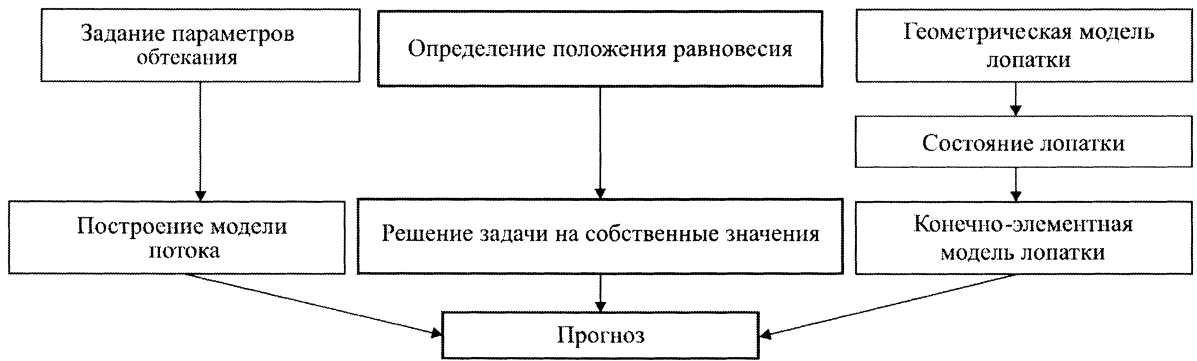 Задание параметров
обтекания
Определение положения равновесия
Геометрическая модель
лопатки
Состояние лопатки
Построение модели
потока
Решение задачи на собственные значения
Конечно-элементная
модель лопатки
Прогноз